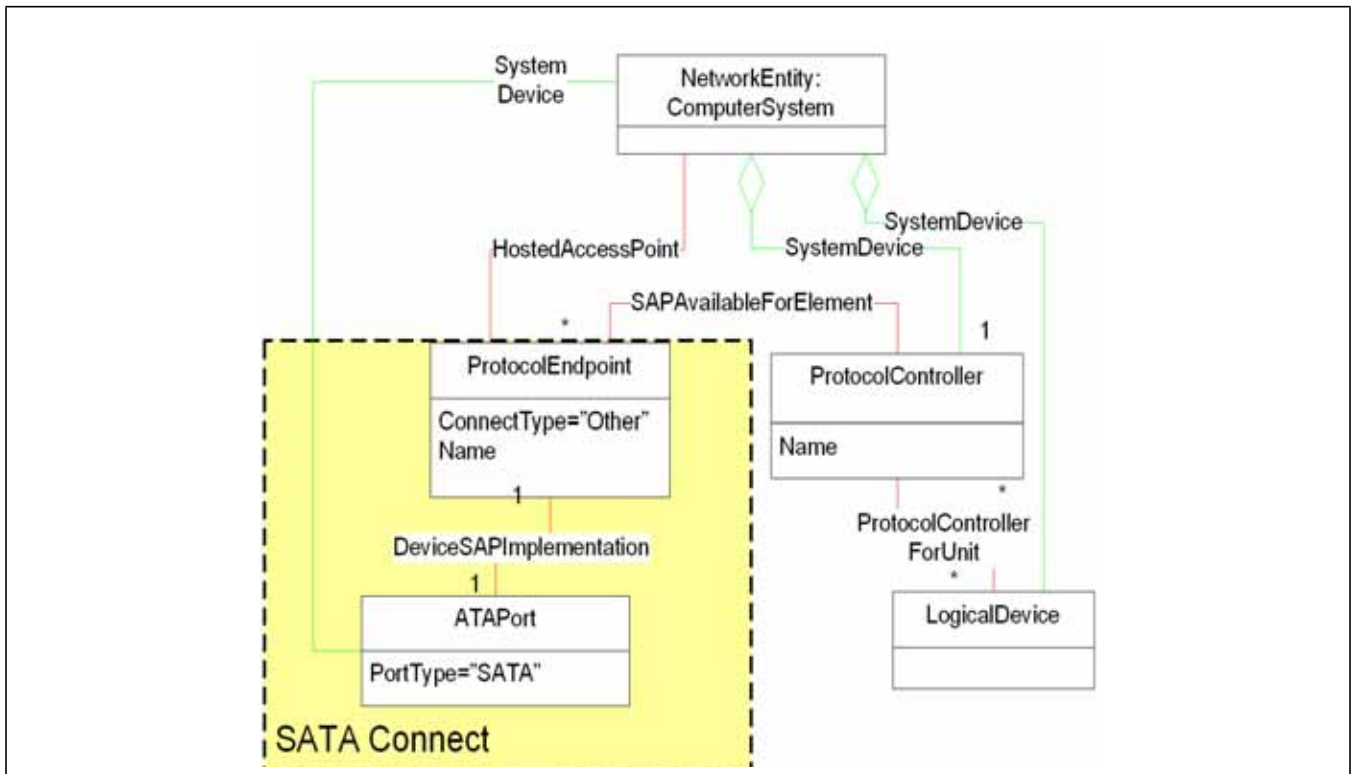 System
Device
NetworkEntity:
ComputerSystem
SystemDevice
HostedAccessPoint
SystemDevice
SAPAvailableForElement
*
1
ProtocolEndpoint
ProtocolController
ConnectType="Other"
Name
Name
1
*
ProtocolController
ForUnit
DeviceSAPImplementation
*
1
ATAPort
LogicalDevice
PortType="SATA"
SATA Connect